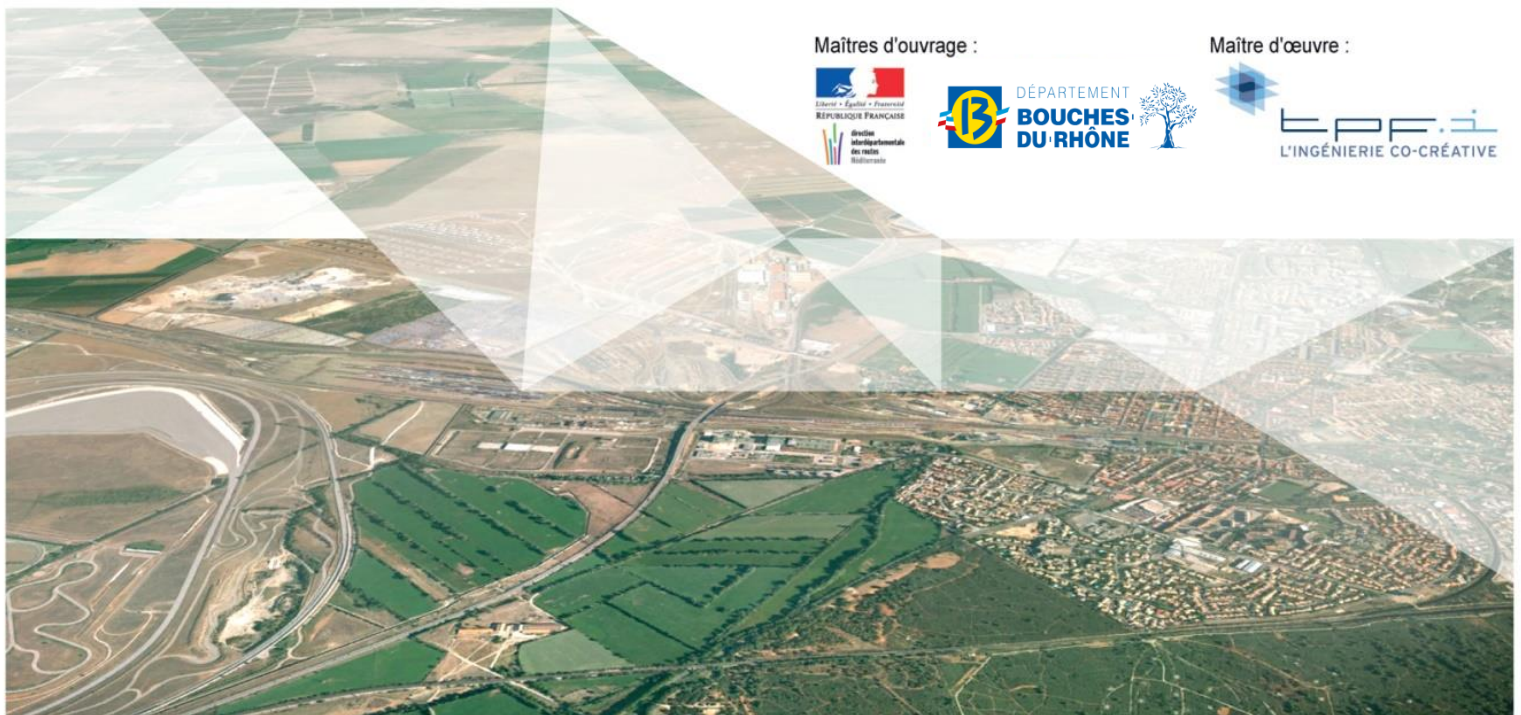 Maîtres d'ouvrage :
Maître d'œuvre :
Liberté • Égalité • Fraternité
RÉPUBLIQUE FRANÇAISE
direction
interdépartementale
des routes
Méditerranée
13
DÉPARTEMENT
BOUCHES
DU RHÔNE
tpf.i
L'INGÉNIERIE CO-CRÉATIVE